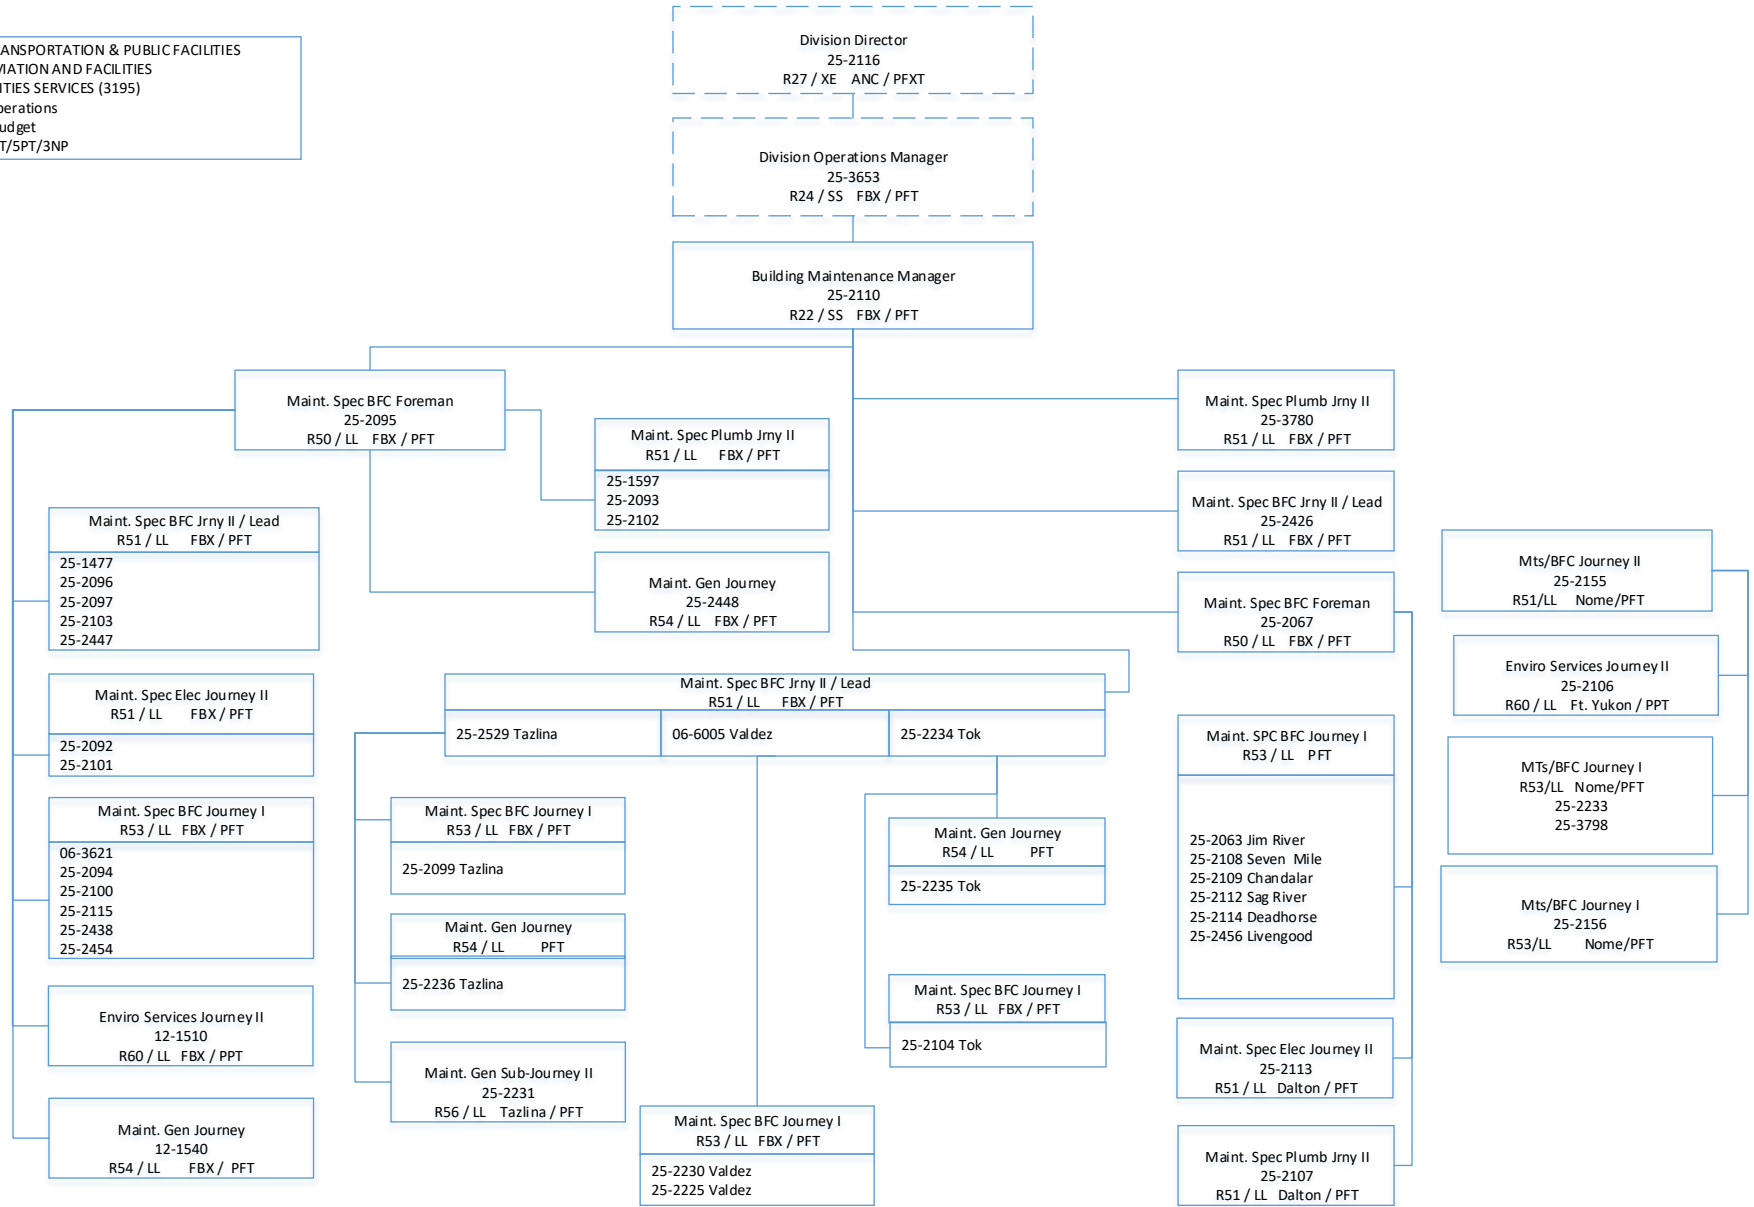 ANSPORTATION & PUBLIC FACILITIES
IATION AND FACILITIES
ITIES SERVICES (3195)
perations
udget
T/5PT/3NP
Division Director
25-2116
R27 / XE ANC / PFXT
Division Operations Manager
25-3653
R24 / SS FBX / PFT
Building Maintenance Manager
25-2110
R22 / SS FBX / PFT
Maint. Spec BFC Foreman
25-2095
R50 / LL FBX / PFT
Maint. Spec Plumb Jrny II
R51 / LL FBX / PFT
25-1597
25-2093
25-2102
Maint. Gen Journey
25-2448
R54 / LL FBX / PFT
Maint. Spec BFC Jrny II / Lead
R51 / LL FBX / PFT
25-1477
25-2096
25-2097
25-2103
25-2447
Maint. Spec Elec Journey II
R51 / LL FBX / PFT
25-2092
25-2101
Maint. Spec BFC Journey I
R53 / LL FBX / PFT
06-3621
25-2094
25-2100
25-2115
25-2438
25-2454
Enviro Services Journey II
12-1510
R60 / LL FBX / PPT
Maint. Gen Journey
12-1540
R54 / LL FBX / PFT
Maint. Spec BFC Jrny II / Lead
R51 / LL FBX / PFT
25-2529 Tazlina
06-6005 Valdez
25-2234 Tok
Maint. Spec BFC Journey I
R53 / LL FBX / PFT
25-2099 Tazlina
Maint. Gen Journey
R54 / LL PFT
25-2236 Tazlina
Maint. Gen Sub-Journey II
25-2231
R56 / LL Tazlina / PFT
Maint. Spec BFC Journey I
R53 / LL FBX / PFT
25-2230 Valdez
25-2225 Valdez
Maint. Gen Journey
R54 / LL PFT
25-2235 Tok
Maint. Spec BFC Journey I
R53 / LL FBX / PFT
25-2104 Tok
Maint. Spec Plumb Jrny II
25-3780
R51 / LL FBX / PFT
Maint. Spec BFC Jrny II / Lead
25-2426
R51 / LL FBX / PFT
Maint. Spec BFC Foreman
25-2067
R50 / LL FBX / PFT
Maint. SPC BFC Journey I
R53 / LL PFT
25-2063 Jim River
25-2108 Seven Mile
25-2109 Chandalar
25-2112 Sag River
25-2114 Deadhorse
25-2456 Livengood
Maint. Spec Elec Journey II
25-2113
R51 / LL Dalton / PFT
Maint. Spec Plumb Jrny II
25-2107
R51 / LL Dalton / PFT
Mts/BFC Journey II
25-2155
R51/LL Nome/PFT
Enviro Services Journey II
25-2106
R60 / LL Ft. Yukon / PPT
MTs/BFC Journey I
R53/LL Nome/PFT
25-2233
25-3798
Mts/BFC Journey I
25-2156
R53/LL Nome/PFT